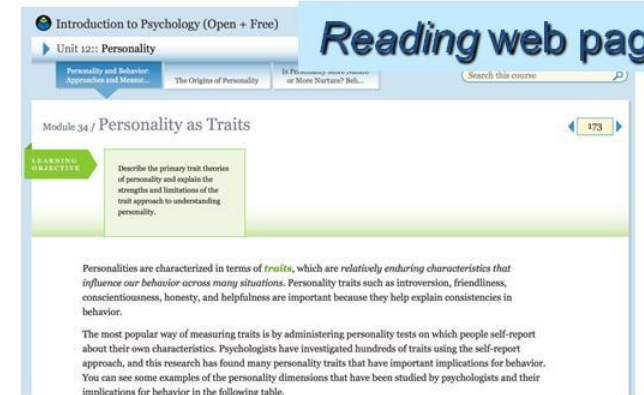 Introduction to Psychology (Open + Free)
Reading web pag
Unit 12:: Personality
Personality and Behavior:
Approaches and Measur...
The Origins of Personality
Is Personality More Nature
or More Nurture? Beh...
Search this course
Module 34 / Personality as Traits
173
LEARNING
OBJECTIVE
Describe the primary trait theories
of personality and explain the
strengths and limitations of the
trait approach to understanding
personality.
Personalities are characterized in terms of traits, which are relatively enduring characteristics that
influence our behavior across many situations. Personality traits such as introversion, friendliness,
conscientiousness, honesty, and helpfulness are important because they help explain consistencies in
behavior.
The most popular way of measuring traits is by administering personality tests on which people self-report
about their own characteristics. Psychologists have investigated hundreds of traits using the self-report
approach, and this research has found many personality traits that have important implications for behavior.
You can see some examples of the personality dimensions that have been studied by psychologists and their
implications for behavior in the following table.